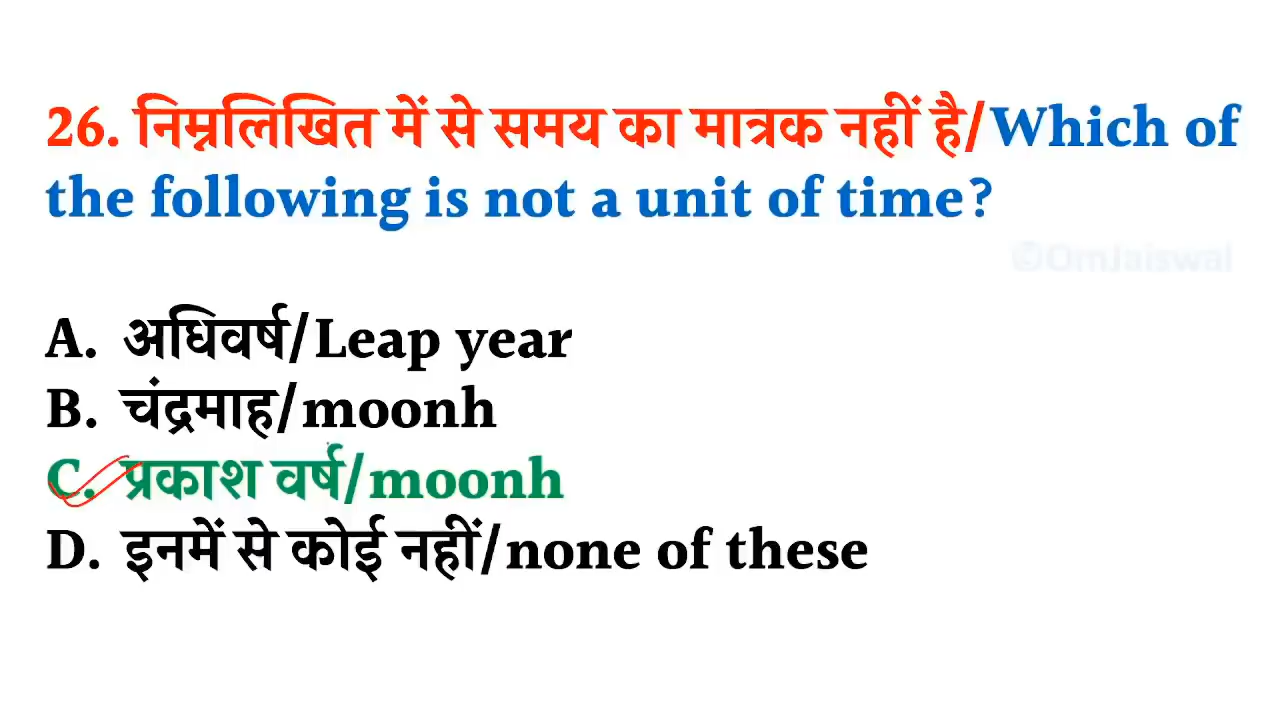 26. निम्नलिखित में से समय का मात्रक नहीं है/Which of
the following is not a unit of time?
©OmJaiswal
A. अधिवर्ष/Leap year
B. चंद्रमाह/moonh
C. प्रकाश वर्ष/moonh
D. इनमें से कोई नहीं/none of these